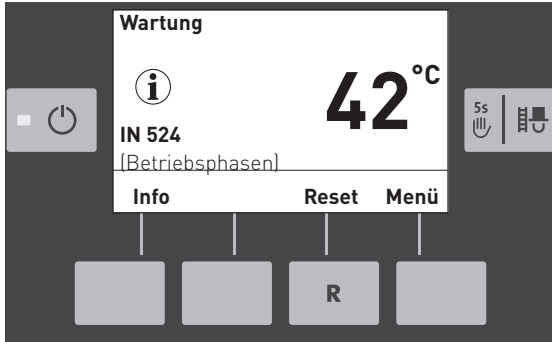 Wartung
42 °C
IN 524
(Betriebsphasen)
5s
Info Reset Menü
R